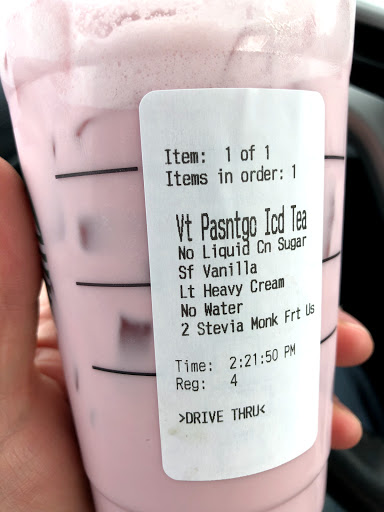 Item: 1 of 1
Items in order: 1
Vt Pasntgo Icd Tea
No Liquid Cn Sugar
Sf Vanilla
Lt Heavy Cream
No Water
2 Stevia Monk Frt Us
Time: 2:21:50 PM
Reg: 4
>DRIVE THRU<